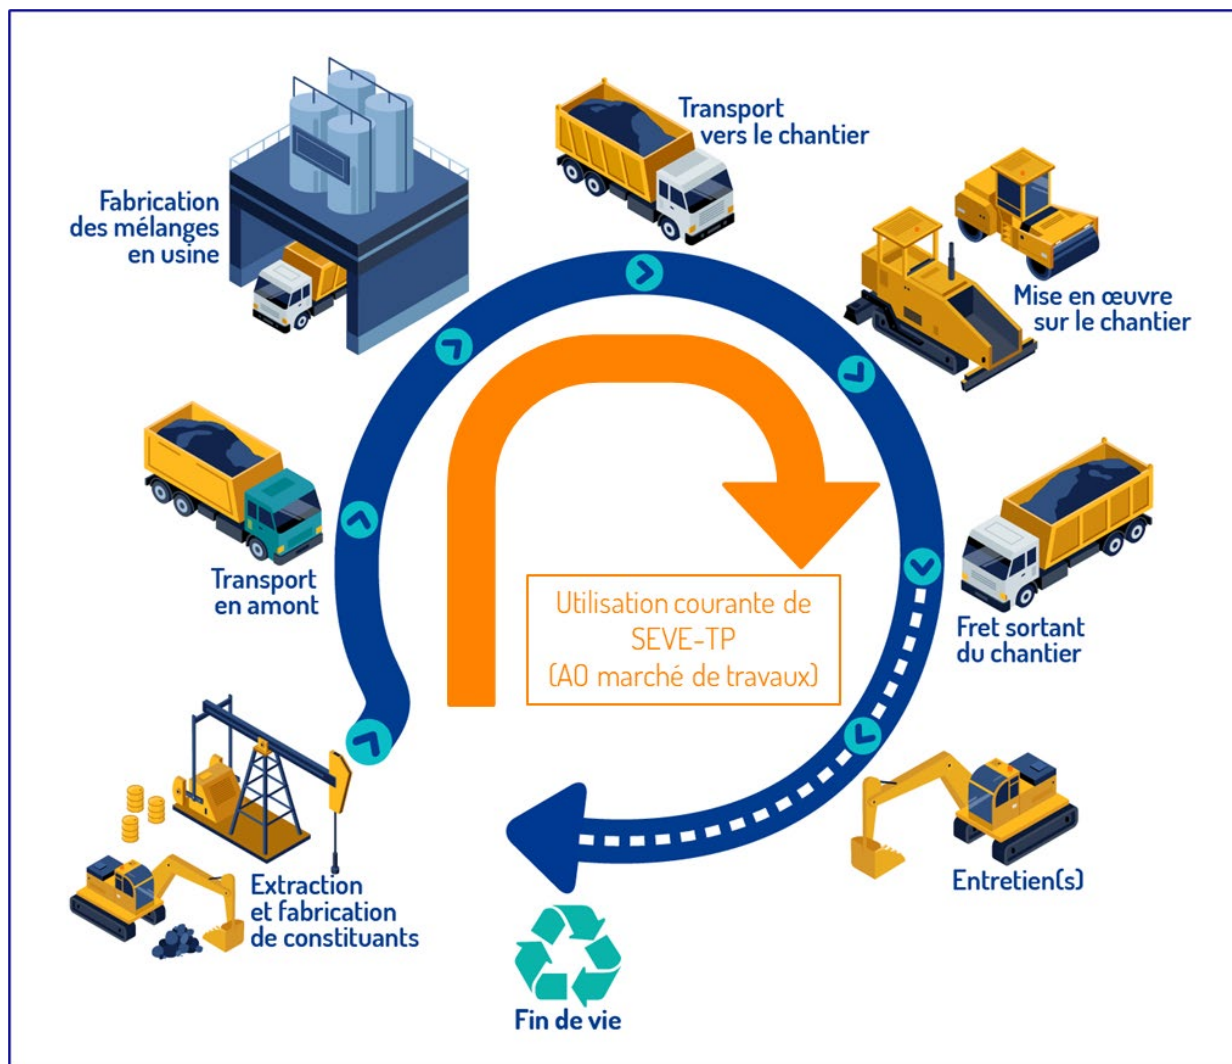 Transport
vers le chantier
Fabrication
des mélanges
en usine
Mise en œuvre
sur le chantier
Transport
en amont
Utilisation courante de
SEVE-TP
(AO marché de travaux)
Fret sortant
du chantier
Extraction
et fabrication
de constituants
Entretien(s)
Fin de vie